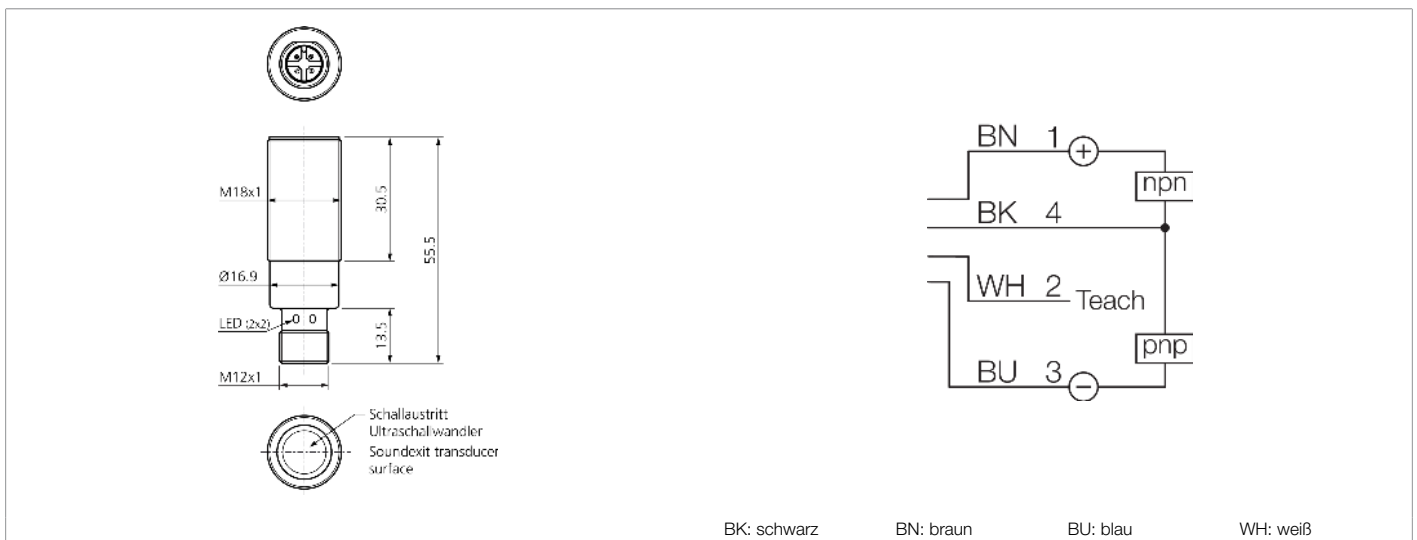 M18x1
30.5
55.5
Ø16.9
LED (2x2)
13.5
M12x1
Schallaustritt
Ultraschallwandler
Soundexit transducer
surface
BN 1 +
npn
BK 4
WH 2 Teach
pnp
BU 3 −
BK: schwarz BN: braun BU: blau WH: weiß